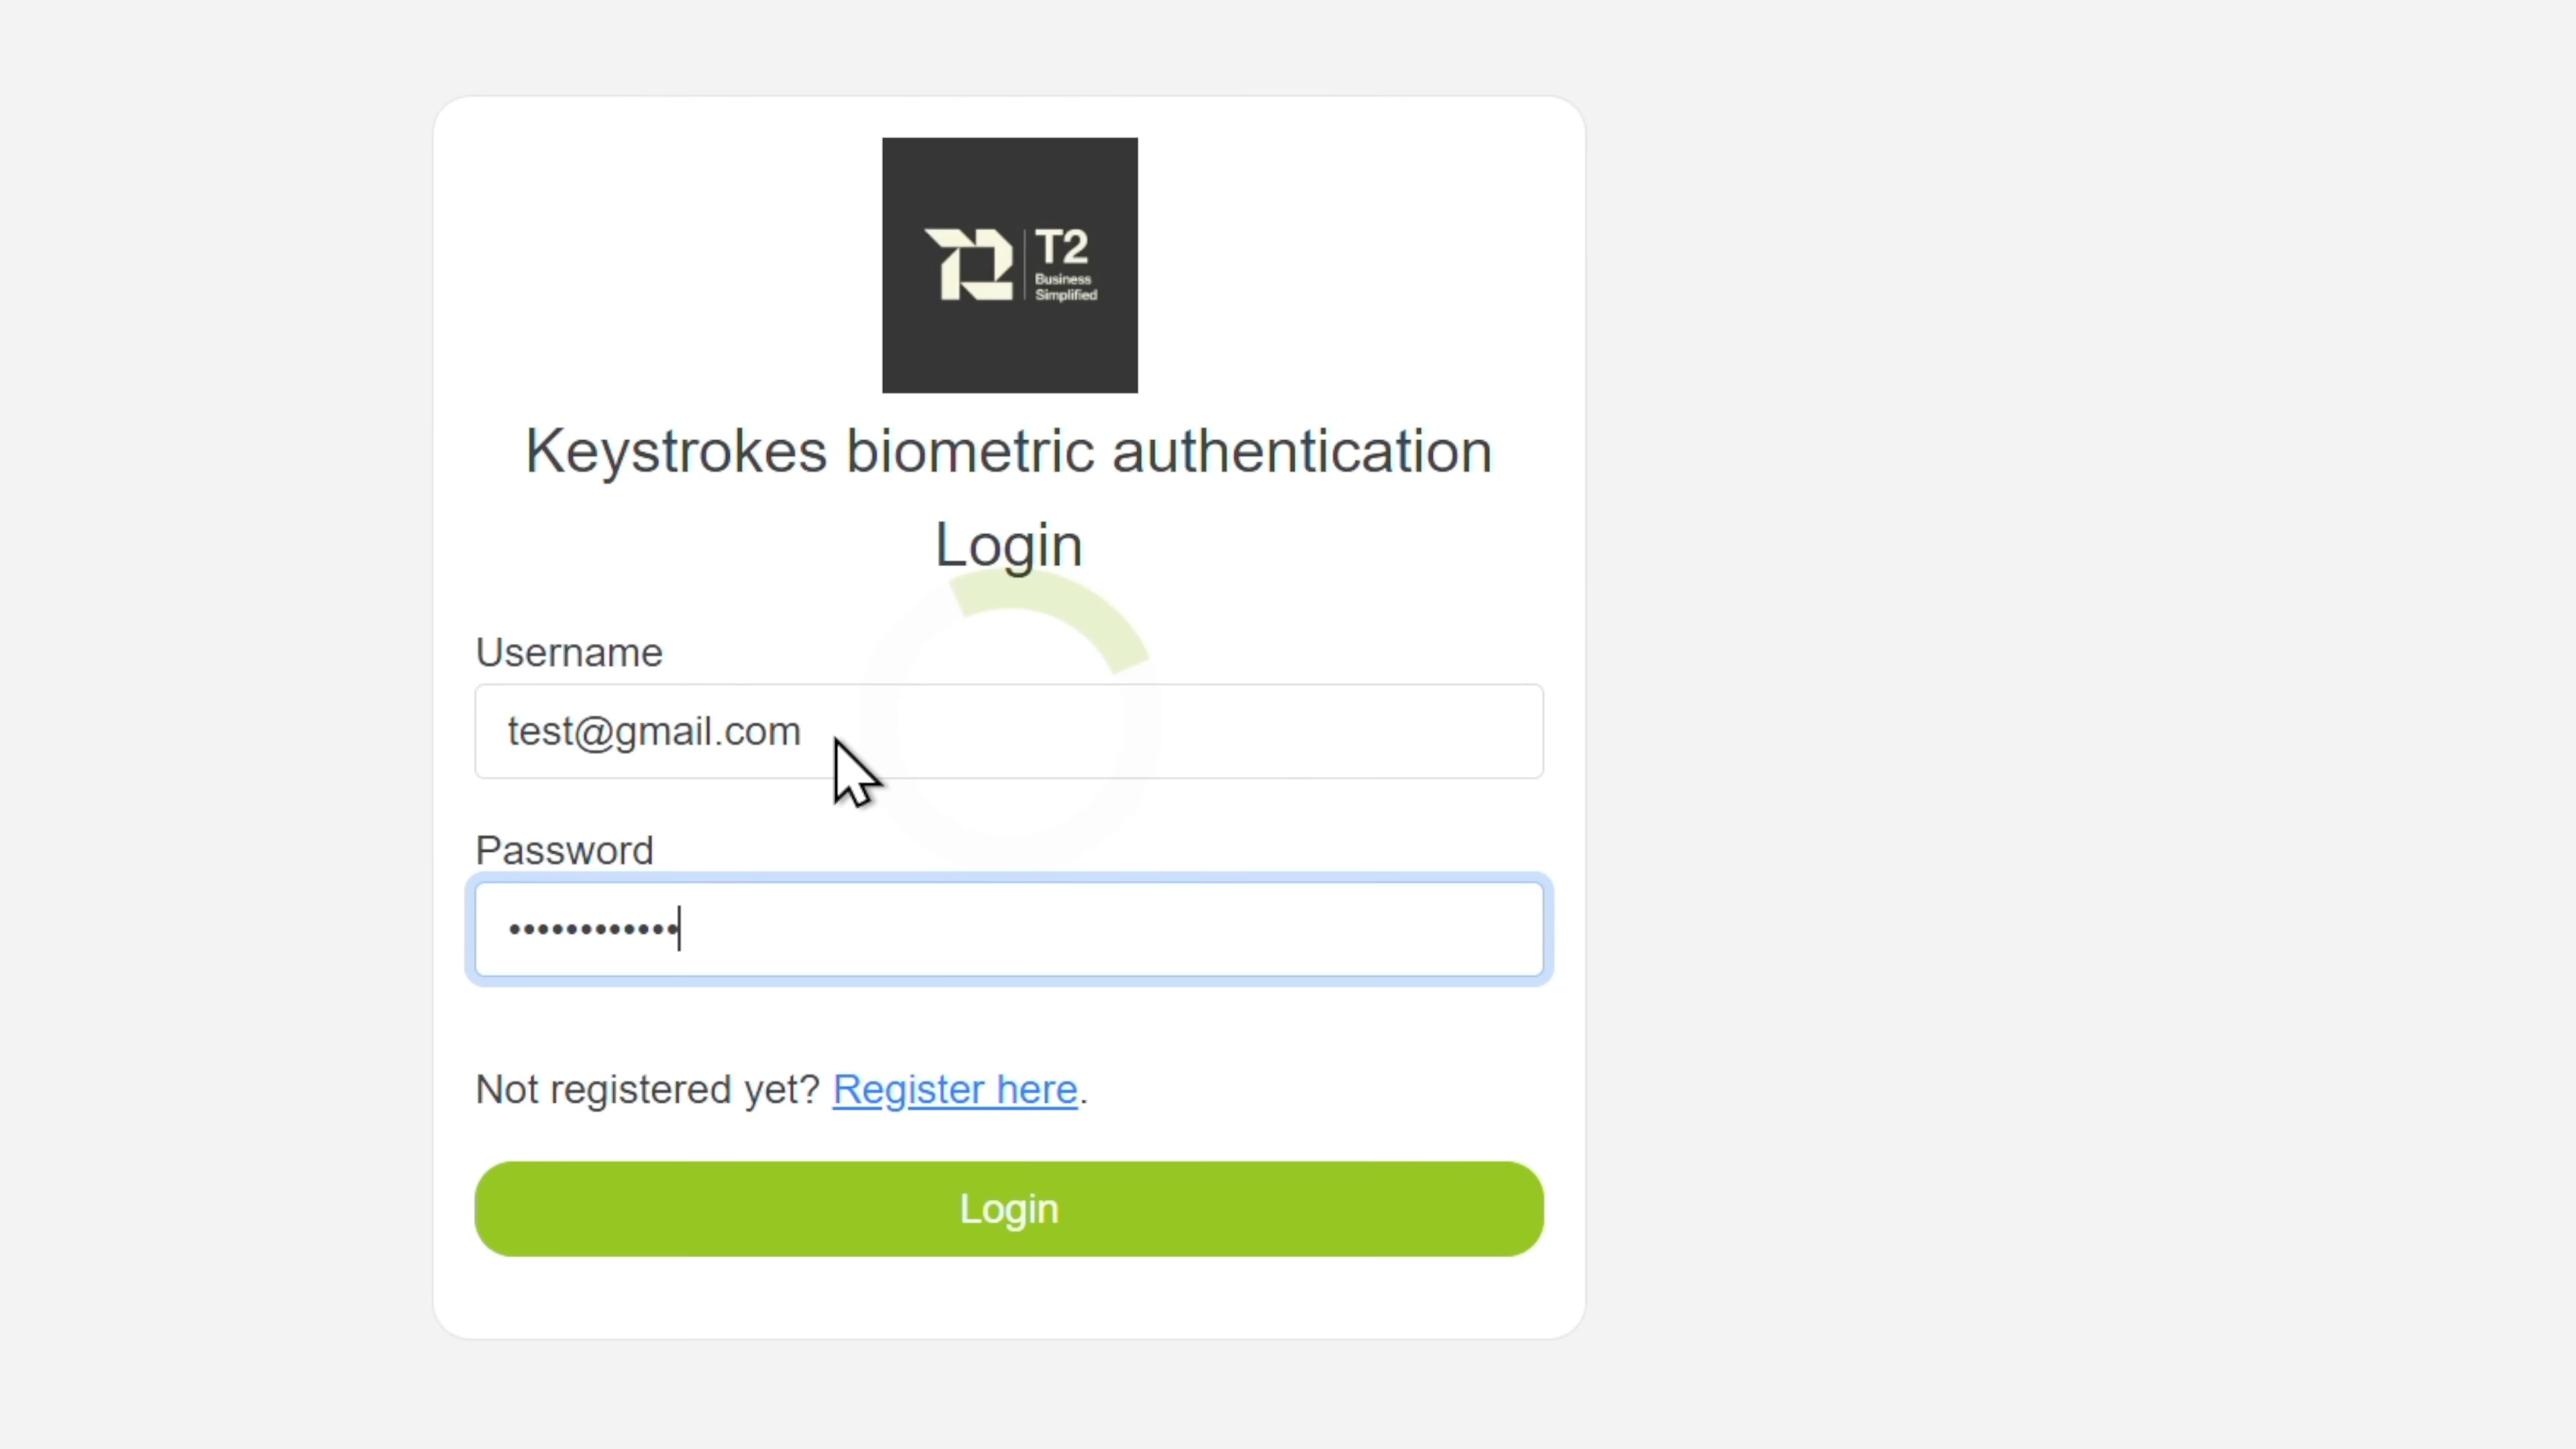 T2
Business
Simplified
Keystrokes biometric authentication
Login
Username
test@gmail.com
Password
••••••••••••
Not registered yet? Register here.
Login